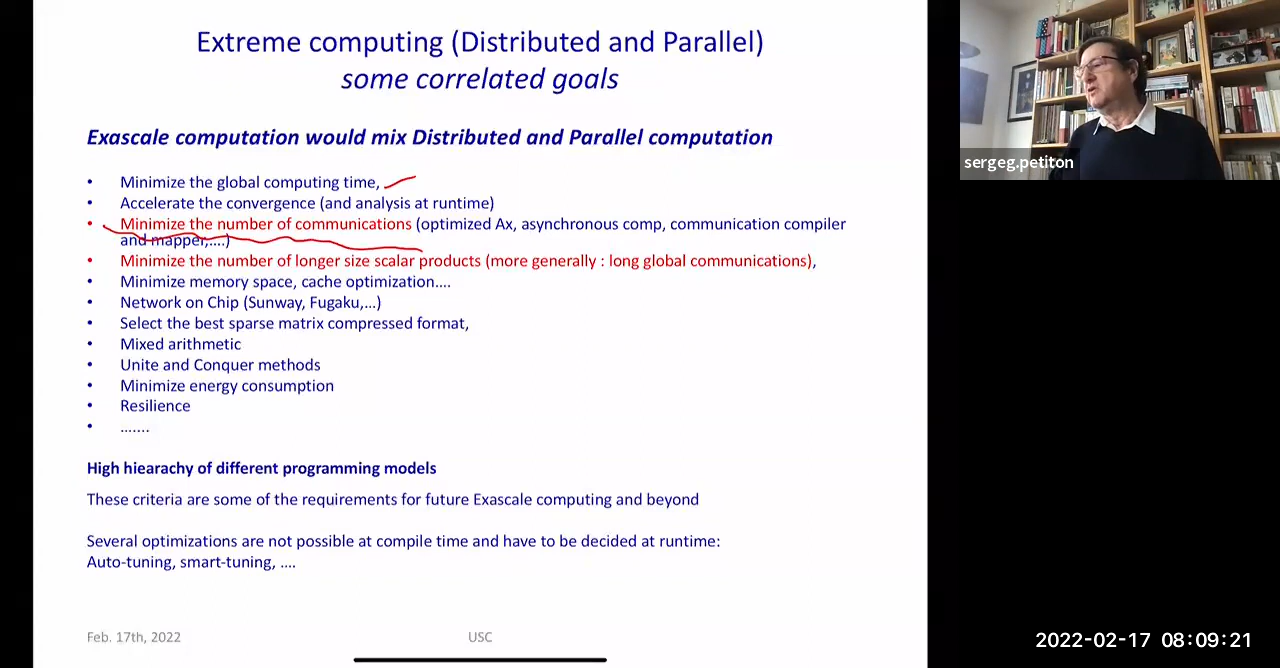 Extreme computing (Distributed and Parallel)
some correlated goals
Exascale computation would mix Distributed and Parallel computation
• Minimize the global computing time,
• Accelerate the convergence (and analysis at runtime)
• Minimize the number of communications (optimized Ax, asynchronous comp, communication compiler
and mapper,....)
• Minimize the number of longer size scalar products (more generally : long global communications),
• Minimize memory space, cache optimization....
• Network on Chip (Sunway, Fugaku,...)
• Select the best sparse matrix compressed format,
• Mixed arithmetic
• Unite and Conquer methods
• Minimize energy consumption
• Resilience
• .......
High hiearachy of different programming models
These criteria are some of the requirements for future Exascale computing and beyond
Several optimizations are not possible at compile time and have to be decided at runtime:
Auto-tuning, smart-tuning, ....
Feb. 17th, 2022
USC
sergeg.petiton
2022-02-17 08:09:21